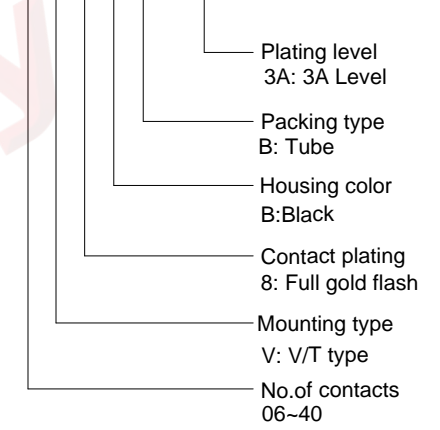 Plating level
3A: 3A Level
Packing type
B: Tube
Housing color
B:Black
Contact plating
8: Full gold flash
Mounting type
V: V/T type
No.of contacts
06~40